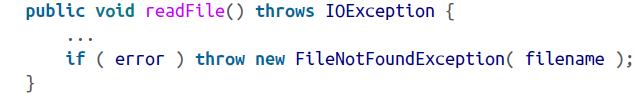 public void readFile() throws IOException {
...
if ( error ) throw new FileNotFoundException( filename );
}